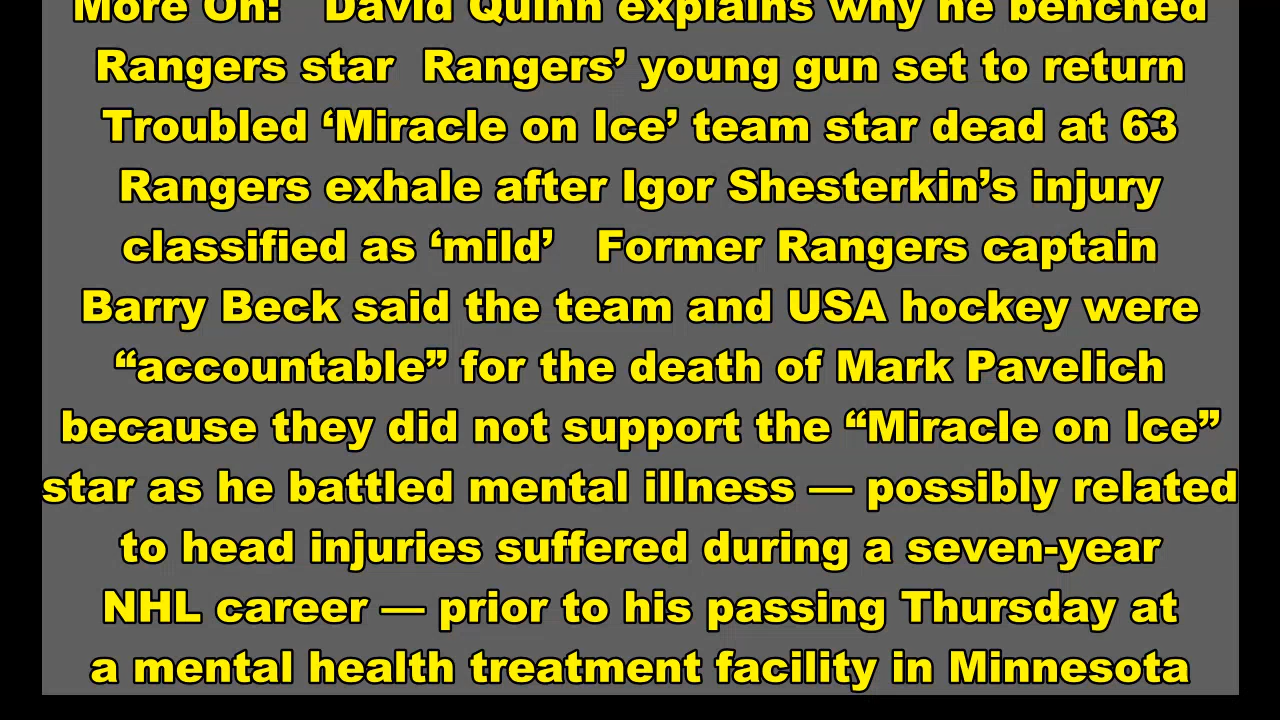 More On: David Quinn explains why he benched
Rangers star Rangers’ young gun set to return
Troubled ‘Miracle on Ice’ team star dead at 63
Rangers exhale after Igor Shesterkin’s injury
classified as ‘mild’ Former Rangers captain
Barry Beck said the team and USA hockey were
“accountable” for the death of Mark Pavelich
because they did not support the “Miracle on Ice”
star as he battled mental illness — possibly related
to head injuries suffered during a seven-year
NHL career — prior to his passing Thursday at
a mental health treatment facility in Minnesota